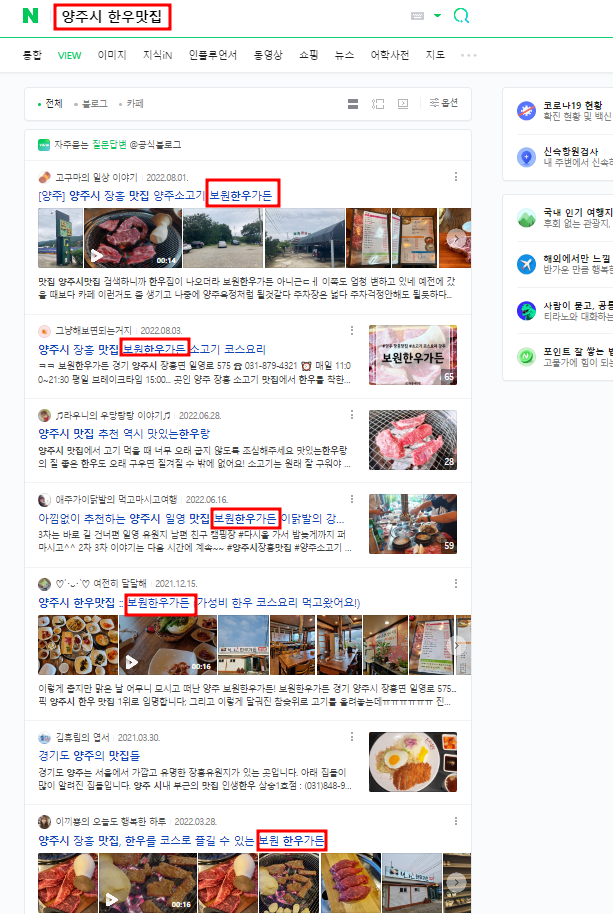 N 양주시 한우맛집
통합 VIEW 이미지 지식iN 인플루언서 동영상 쇼핑 뉴스 어학사전 지도
전체 블로그 카페 옵션
자주묻는 질문답변 @공식블로그
고구마의 일상 이야기 2022.08.01.
[양주] 양주시 장흥 맛집 양주소고기 보원한우가든
00:14
맛집 양주시맛집 검색하니까 한우집이 나오더라 보원한우가든 아니근ㄷㅔ 이쪽도 엄청 변하고 있네 예전에 갔
을 때보다 카페 이런거도 좀 생기고 나중에 양주옥정처럼 될것같다 주차장은 넓다 주차걱정안해도 될듯하다...
그냥해보면되는거지 2022.08.03.
양주시 장흥 맛집 보원한우가든 소고기 코스요리
ㅋㅋ 보원한우가든 경기 양주시 장흥면 일영로 575 ☎ 031-879-4321 ⏰ 매일 11:0
0~21:30 평일 브레이크타임 15:00... 곳인 양주 장흥 소고기 맛집에서 한우를 착한...
보원한우가든
65
♬라우니의 우당탕탕 이야기♬ 2022.06.28.
양주시 맛집 추천 역시 맛있는한우랑
양주시 맛집에서 고기 먹을 때 너무 오래 굽지 않도록 조심해주세요 맛있는한우랑
의 질 좋은 한우도 오래 구우면 질겨질 수 밖에 없어요! 소고기는 원래 잘 구워야 ...
28
애주가이닭발의 먹고마시고여행 2022.06.16.
아낌없이 추천하는 양주시 일영 맛집 보원한우가든 이닭발의 강...
3차는 바로 길 건너편 일영 유원지 남편 친구 캠핑장 #다시올 가서 밤늦게까지 퍼
마시고^^ 2차 3차 이야기는 다음 시간에 계속~~ #양주시장흥맛집 #양주소고기 ...
59
여전히 달달해 2021.12.15.
양주시 한우맛집 :: 보원한우가든 (가성비 한우 코스요리 먹고왔어요!)
00:16
이렇게 춥지만 맑은 날 어무니 모시고 떠난 양주 보원한우가든! 보원한우가든 경기 양주시 장흥면 일영로 575..
픽 양주시 한우 맛집 1위로 임명합니다. 그리고 이렇게 달궈진 참숯위로 고기를 올려놓는데ㅠㅠㅠㅠㅠㅠ 진...
김휴림의 엽서 2021.03.30.
경기도 양주의 맛집들
경기도 양주는 서울에서 가깝고 유명한 장흥유원지가 있는 곳입니다. 아래 집들이
많이 알려진 집들입니다. 양주 시내 부근의 맛집 인생한우 삼숭1호점 : (031)848-9...
이끼뿅의 오늘도 행복한 하루 2022.03.28.
양주시 장흥 맛집, 한우를 코스로 즐길 수 있는 보원 한우가든
00:16
코로나19 현황
확진 현황 및 백신
신속항원검사
내 주변에서 신속하
국내 인기 여행지
후회 없는 관광지,
해외에서만 느낄
반가운 만큼 행복한
사람이 묻고, 공룡
티라노와 대화하는
포인트 잘 쌓는 법
고물가에 힘이 되는